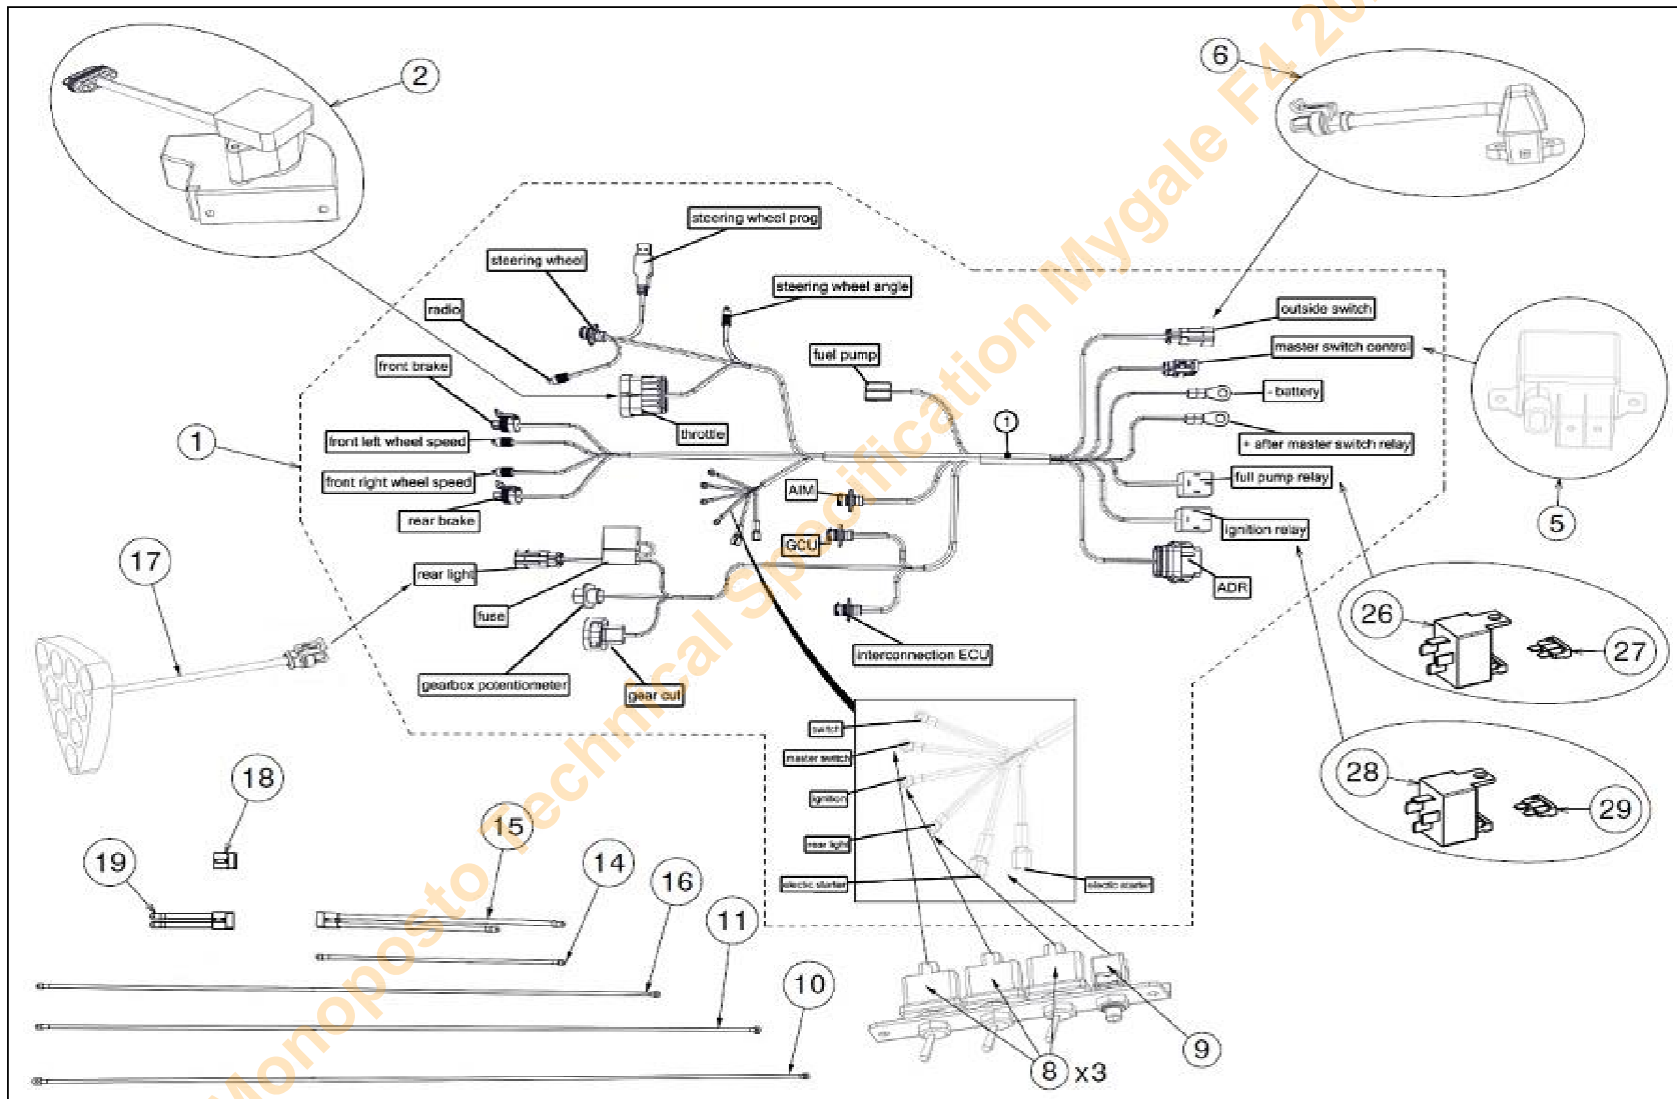 2
6
steering wheel prog
steering wheel
steering wheel angle
radio
outside switch
fuel pump
master switch control
front brake
- battery
1
front left wheel speed
throttle
1
+ after master switch relay
front right wheel speed
AIM
full pump relay
rear brake
GCU
ignition relay
5
17
rear light
ADR
fuse
26
27
interconnection ECU
gearbox potentiometer
gear cut
switch
master switch
28
29
18
ignition
15
rear light
19
14
16
electic starter
electic starter
11
10
9
8 x3
Monoposto Technical Specification Mygale F4 20